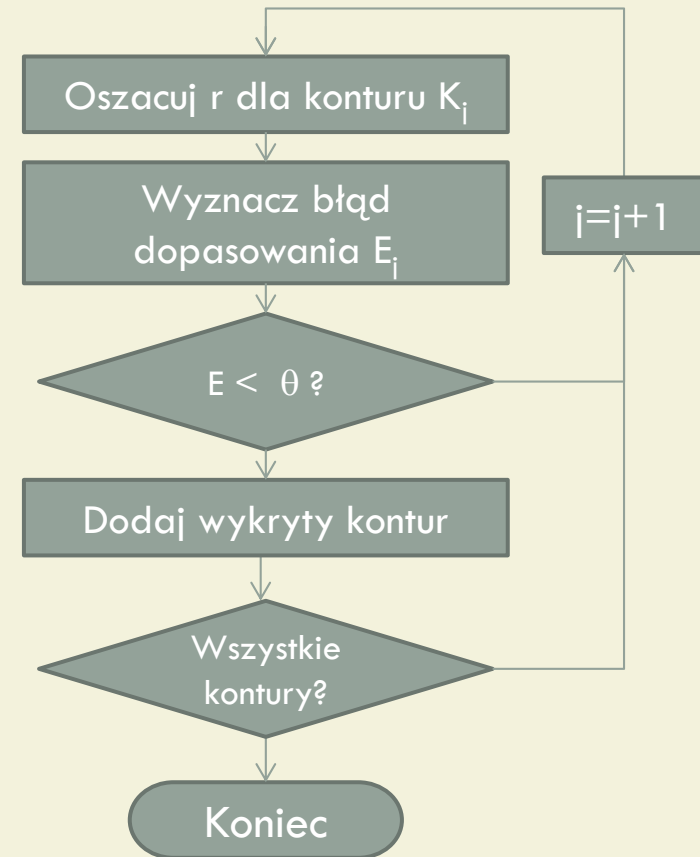 Oszacuj r dla konturu Kj
Wyznacz błąd
dopasowania Ej
j=j+1
E < θ ?
Dodaj wykryty kontur
Wszystkie
kontury?
Koniec